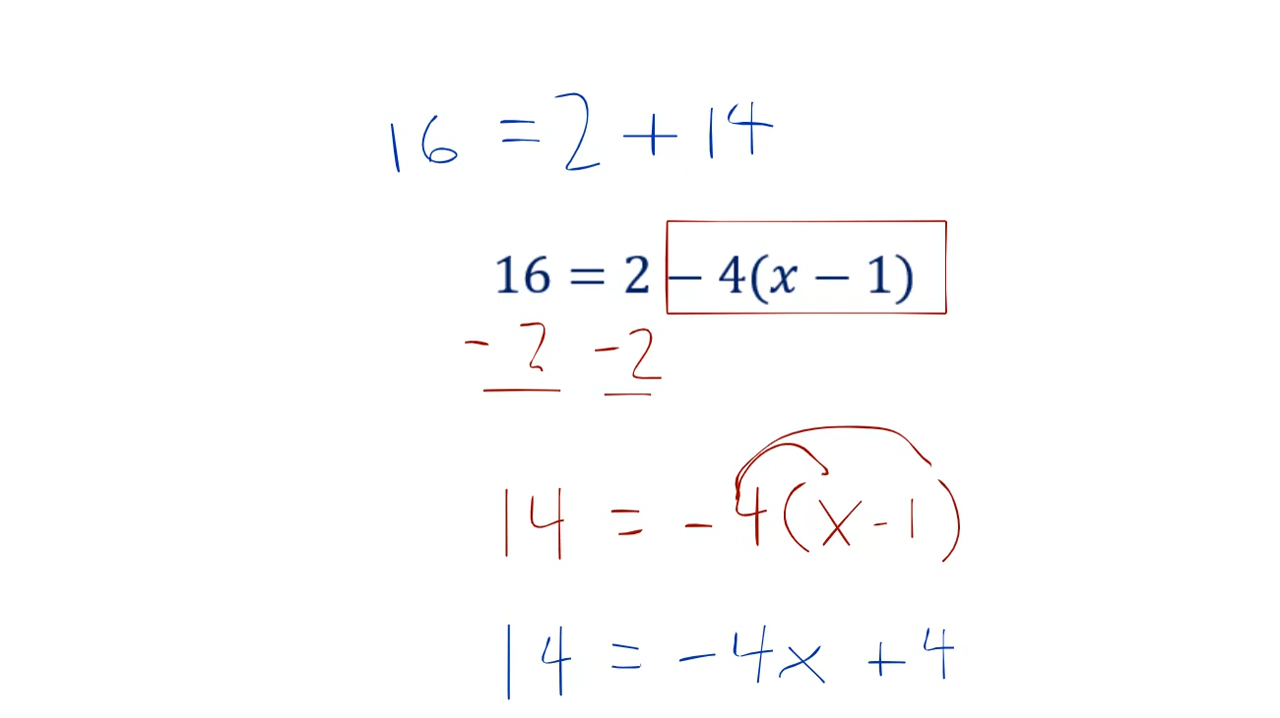 16 = 2 + 14
16 = 2 − 4(x − 1)
-2 -2
14 = -4(x-1)
14 = -4x +4